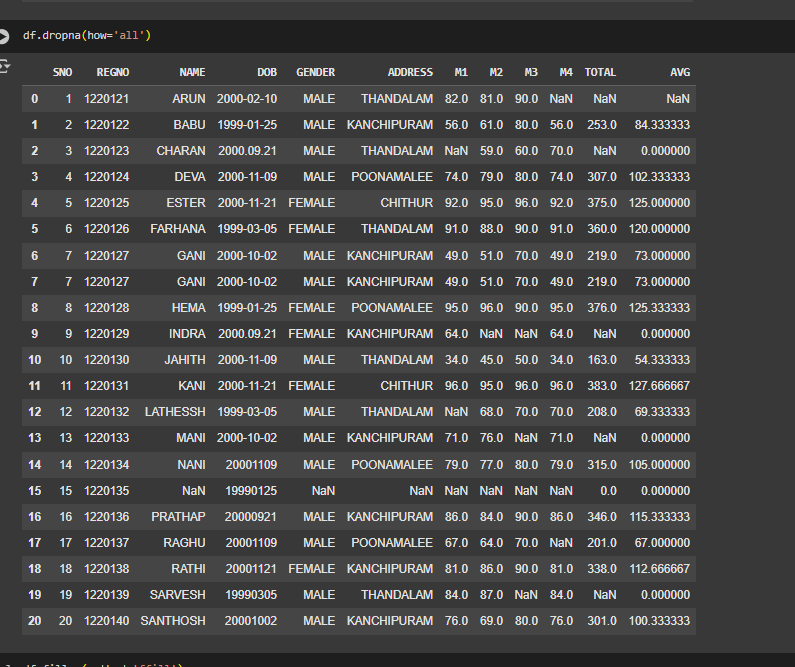 df.dropna(how='all')
SNO REGNO NAME DOB GENDER ADDRESS M1 M2 M3 M4 TOTAL AVG
0 1 1220121 ARUN 2000-02-10 MALE THANDALAM 82.0 81.0 90.0 NaN NaN NaN
1 2 1220122 BABU 1999-01-25 MALE KANCHIPURAM 56.0 61.0 80.0 56.0 253.0 84.333333
2 3 1220123 CHARAN 2000.09.21 MALE THANDALAM NaN 59.0 60.0 70.0 NaN 0.000000
3 4 1220124 DEVA 2000-11-09 MALE POONAMALEE 74.0 79.0 80.0 74.0 307.0 102.333333
4 5 1220125 ESTER 2000-11-21 FEMALE CHITHUR 92.0 95.0 96.0 92.0 375.0 125.000000
5 6 1220126 FARHANA 1999-03-05 FEMALE THANDALAM 91.0 88.0 90.0 91.0 360.0 120.000000
6 7 1220127 GANI 2000-10-02 MALE KANCHIPURAM 49.0 51.0 70.0 49.0 219.0 73.000000
7 7 1220127 GANI 2000-10-02 MALE KANCHIPURAM 49.0 51.0 70.0 49.0 219.0 73.000000
8 8 1220128 HEMA 1999-01-25 FEMALE POONAMALEE 95.0 96.0 90.0 95.0 376.0 125.333333
9 9 1220129 INDRA 2000.09.21 FEMALE KANCHIPURAM 64.0 NaN NaN 64.0 NaN 0.000000
10 10 1220130 JAHITH 2000-11-09 MALE THANDALAM 34.0 45.0 50.0 34.0 163.0 54.333333
11 11 1220131 KANI 2000-11-21 FEMALE CHITHUR 96.0 95.0 96.0 96.0 383.0 127.666667
12 12 1220132 LATHESSH 1999-03-05 MALE THANDALAM NaN 68.0 70.0 70.0 208.0 69.333333
13 13 1220133 MANI 2000-10-02 MALE KANCHIPURAM 71.0 76.0 NaN 71.0 NaN 0.000000
14 14 1220134 NANI 20001109 MALE POONAMALEE 79.0 77.0 80.0 79.0 315.0 105.000000
15 15 1220135 NaN 19990125 NaN NaN NaN NaN NaN NaN 0.0 0.000000
16 16 1220136 PRATHAP 20000921 MALE KANCHIPURAM 86.0 84.0 90.0 86.0 346.0 115.333333
17 17 1220137 RAGHU 20001109 MALE POONAMALEE 67.0 64.0 70.0 NaN 201.0 67.000000
18 18 1220138 RATHI 20001121 FEMALE KANCHIPURAM 81.0 86.0 90.0 81.0 338.0 112.666667
19 19 1220139 SARVESH 19990305 MALE THANDALAM 84.0 87.0 NaN 84.0 NaN 0.000000
20 20 1220140 SANTHOSH 20001002 MALE KANCHIPURAM 76.0 69.0 80.0 76.0 301.0 100.333333